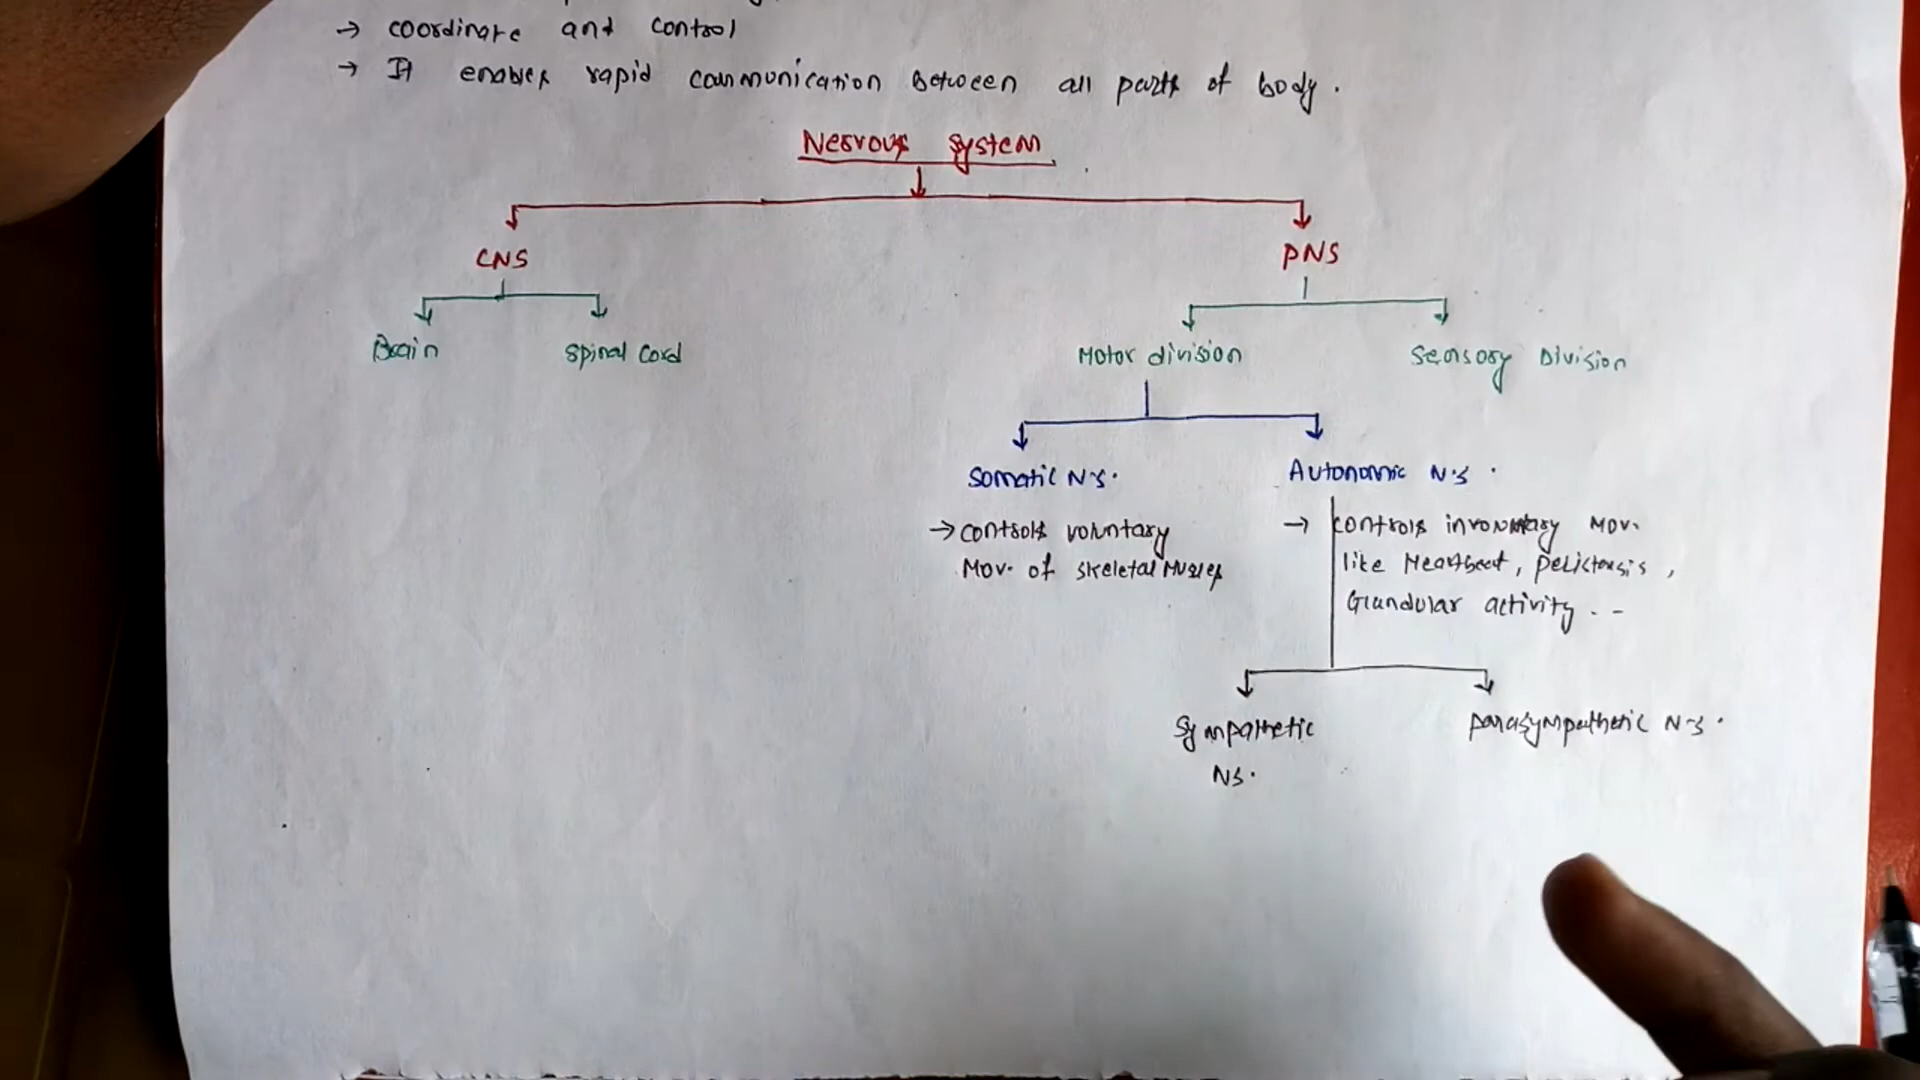 → coordinate and control
→ It enables rapid communication between all parts of body.
Nervous system
CNS
PNS
Brain
Spinal cord
Motor division
Sensory Division
Somatic N.S.
Autonomic N.S.
→ controls voluntary
Mov. of skeletal Muscles
→ controls involuntary Mov.
like Heartbeat, pelistersis,
Glandular activity . . -
Sympathetic
NS.
parasympathetic N.S.